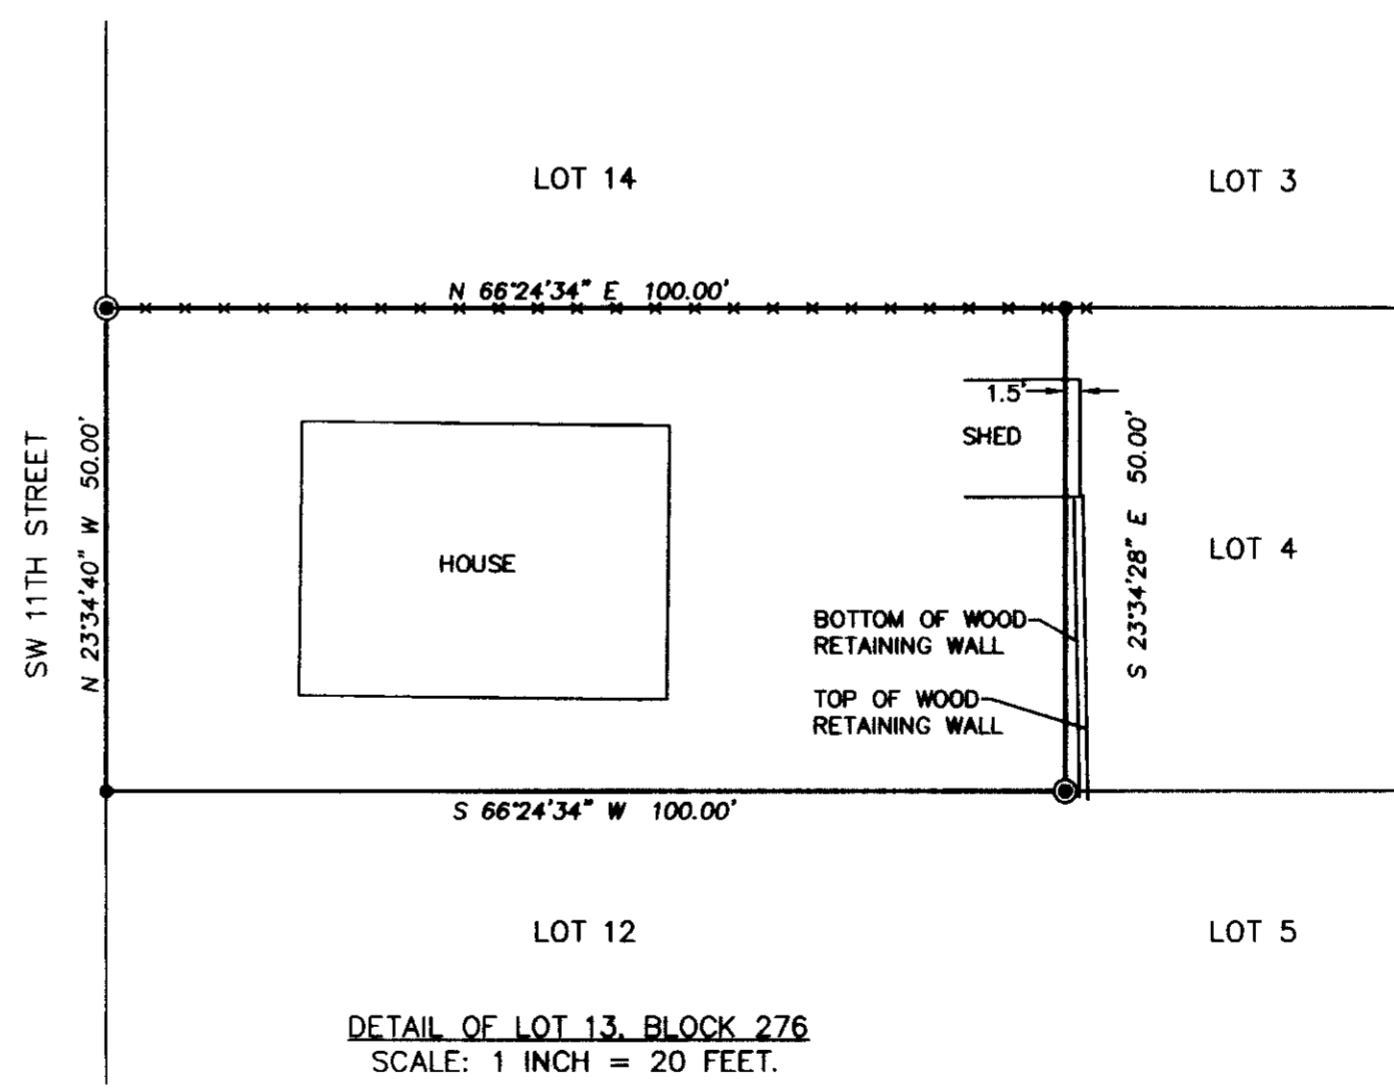 LOT 14
LOT 3
N 66°24'34" E 100.00'
1.5'
SHED
SW 11TH STREET
N 23°34'40" W 50.00'
HOUSE
S 23°34'28" E 50.00'
LOT 4
BOTTOM OF WOOD
RETAINING WALL
TOP OF WOOD
RETAINING WALL
S 66°24'34" W 100.00'
LOT 12
LOT 5
DETAIL OF LOT 13, BLOCK 276
SCALE: 1 INCH = 20 FEET.